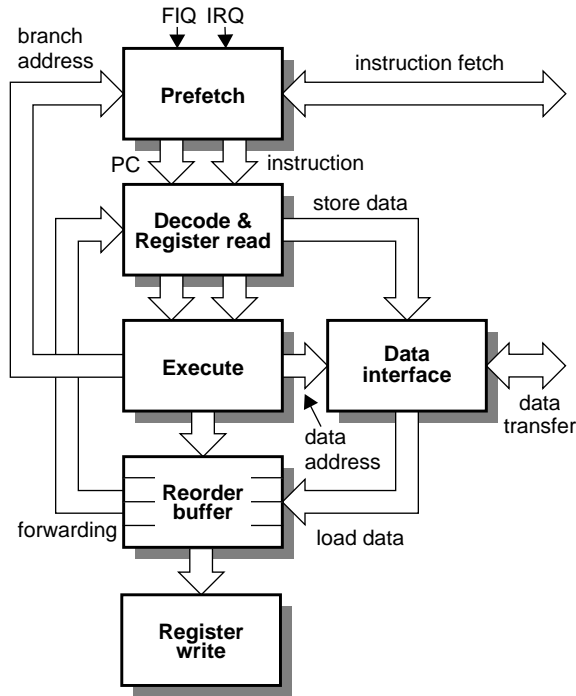 FIQ IRQ
branch
address
instruction fetch
Prefetch
PC
instruction
Decode &
Register read
store data
Execute
Data
interface
data
transfer
data
address
Reorder
buffer
forwarding
load data
Register
write